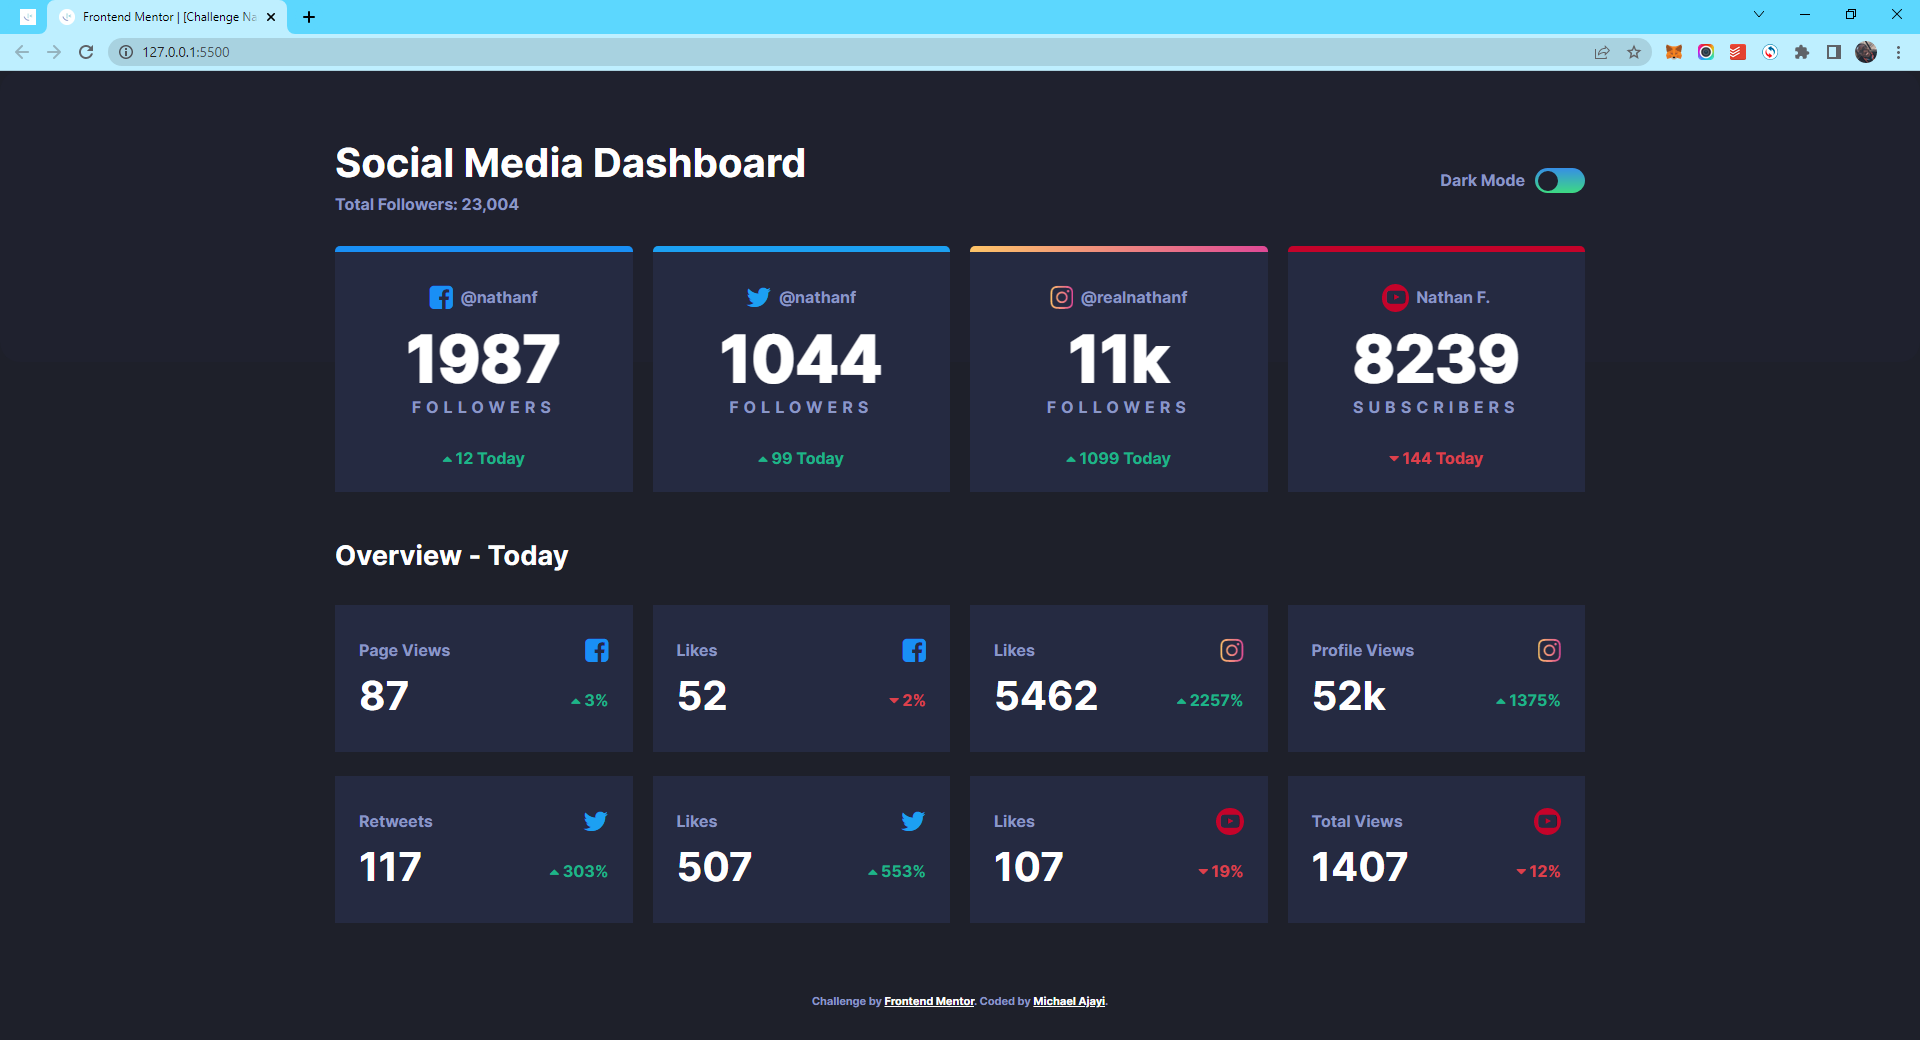 Frontend Mentor | [Challenge Na
127.0.0.1:5500
Social Media Dashboard
Total Followers: 23,004
Dark Mode
@nathanf
1987
FOLLOWERS
12 Today
@nathanf
1044
FOLLOWERS
99 Today
@realnathanf
11k
FOLLOWERS
1099 Today
Nathan F.
8239
SUBSCRIBERS
144 Today
Overview - Today
Page Views
87
3%
Likes
52
2%
Likes
5462
2257%
Profile Views
52k
1375%
Retweets
117
303%
Likes
507
553%
Likes
107
19%
Total Views
1407
12%
Challenge by Frontend Mentor. Coded by Michael Ajayi.